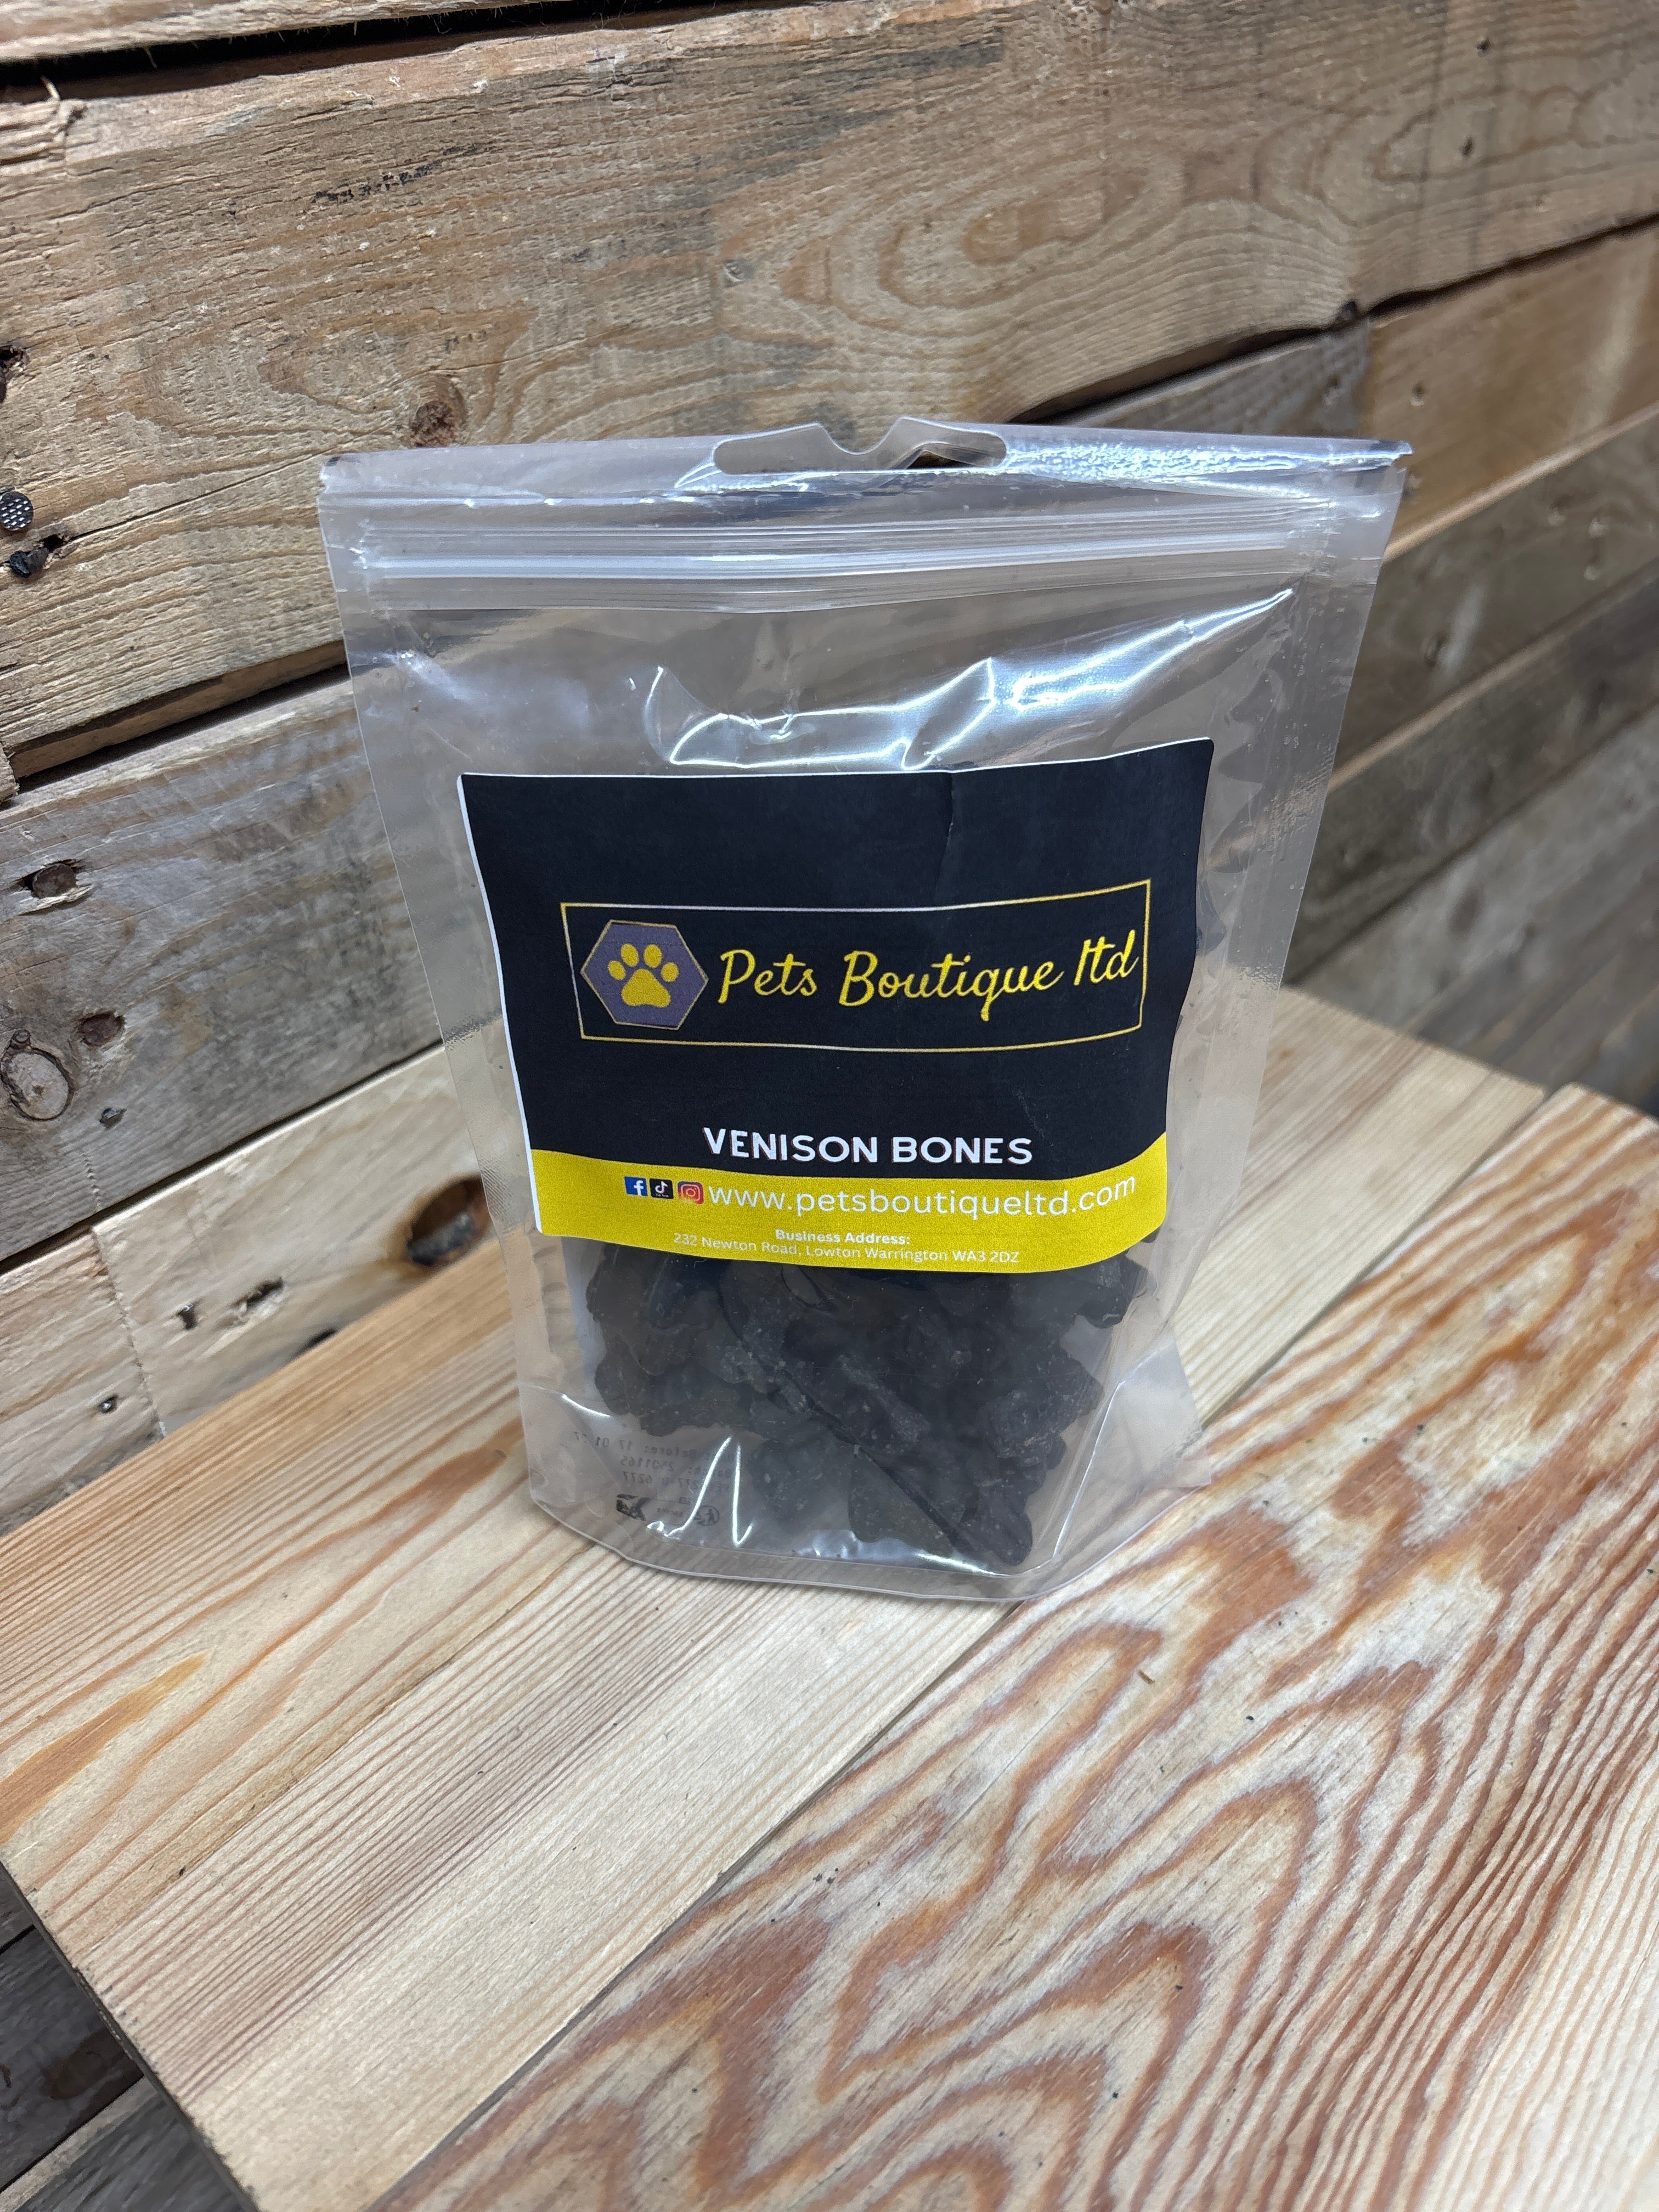 Pets Boutique ltd
VENISON BONES
www.petsboutiqueltd.com
Business Address:
232 Newton Road, Lowton Warrington WA3 2DZ